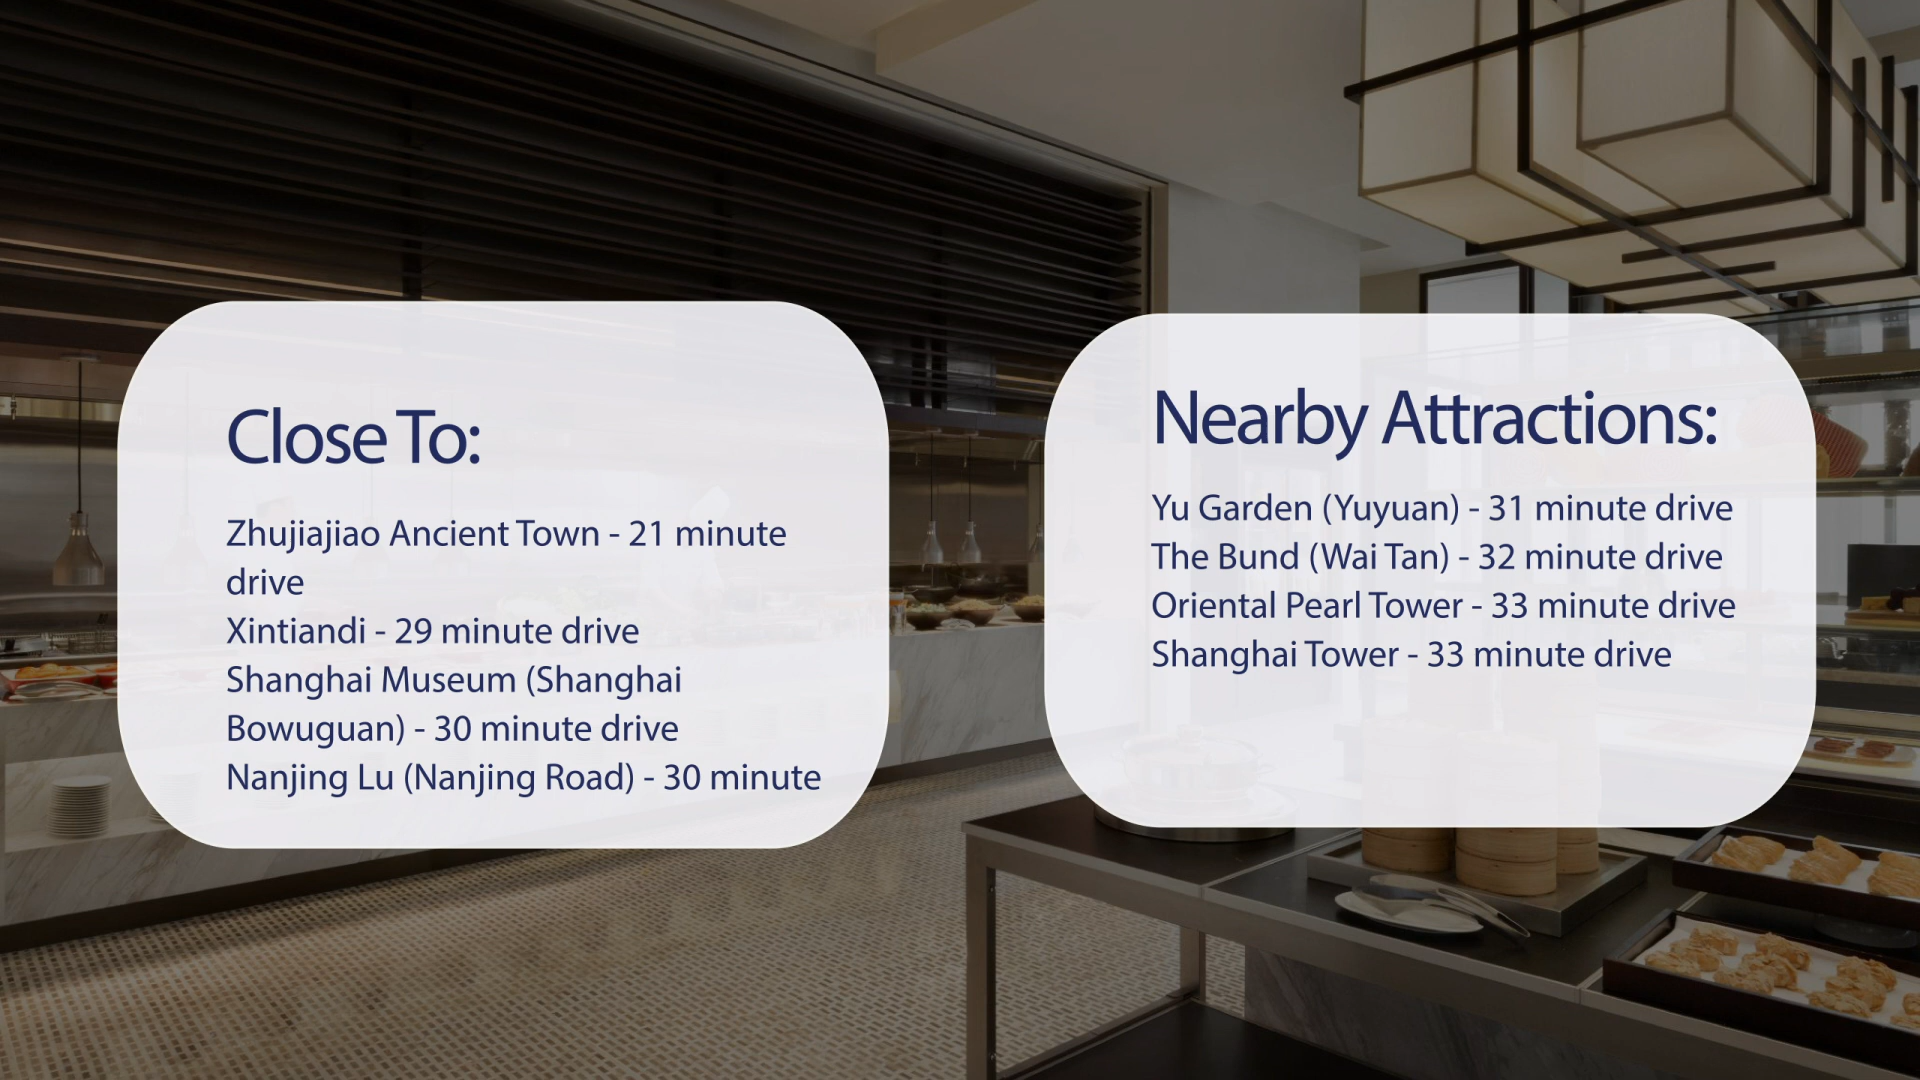 Close To:
Zhujiajiao Ancient Town - 21 minute
drive
Xintiandi - 29 minute drive
Shanghai Museum (Shanghai
Bowuguan) - 30 minute drive
Nanjing Lu (Nanjing Road) - 30 minute
Nearby Attractions:
Yu Garden (Yuyuan) - 31 minute drive
The Bund (Wai Tan) - 32 minute drive
Oriental Pearl Tower - 33 minute drive
Shanghai Tower - 33 minute drive